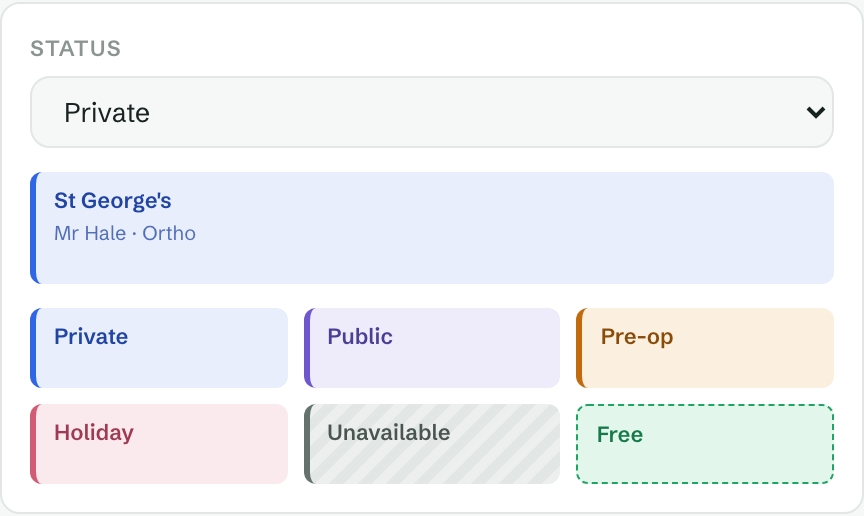 STATUS
Private
St George's
Mr Hale · Ortho
Private
Public
Pre-op
Holiday
Unavailable
Free